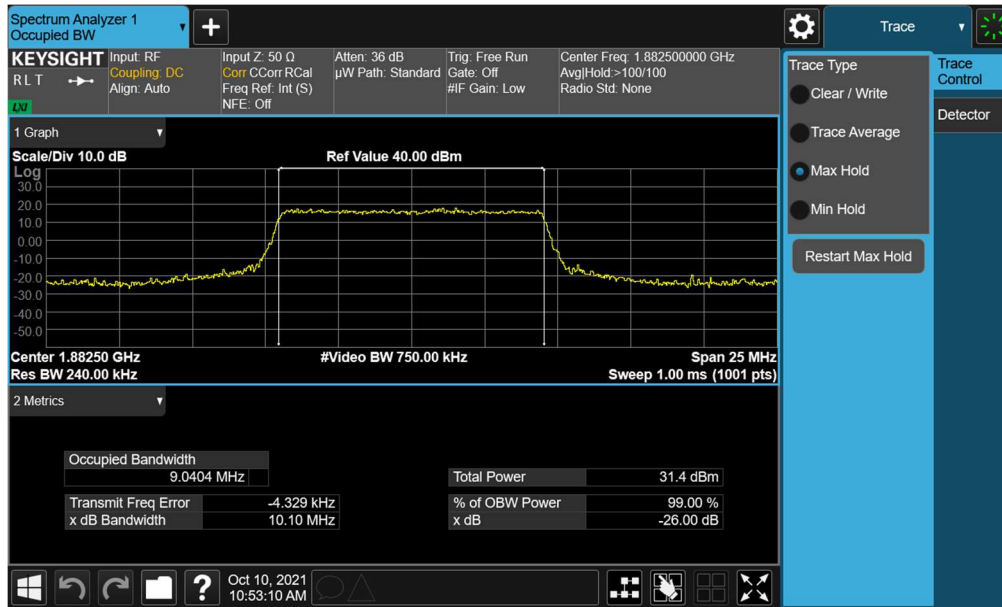 Spectrum Analyzer 1
Occupied BW
Trace
KEYSIGHT
R L T
LXI
Input: RF
Coupling: DC
Align: Auto
Input Z: 50 Ω
Corr CCorr RCal
Freq Ref: Int (S)
NFE: Off
Atten: 36 dB
µW Path: Standard
Trig: Free Run
Gate: Off
#IF Gain: Low
Center Freq: 1.882500000 GHz
Avg|Hold:>100/100
Radio Std: None
Trace Type
Clear / Write
Trace Average
Max Hold
Min Hold
Restart Max Hold
Trace
Control
Detector
1 Graph
Scale/Div 10.0 dB
Ref Value 40.00 dBm
Log
30.0
20.0
10.0
0.00
-10.0
-20.0
-30.0
-40.0
-50.0
Center 1.88250 GHz
#Video BW 750.00 kHz
Span 25 MHz
Res BW 240.00 kHz
Sweep 1.00 ms (1001 pts)
2 Metrics
Occupied Bandwidth
9.0404 MHz
Total Power 31.4 dBm
Transmit Freq Error -4.329 kHz
% of OBW Power 99.00 %
x dB Bandwidth 10.10 MHz
x dB -26.00 dB
?
Oct 10, 2021
10:53:10 AM